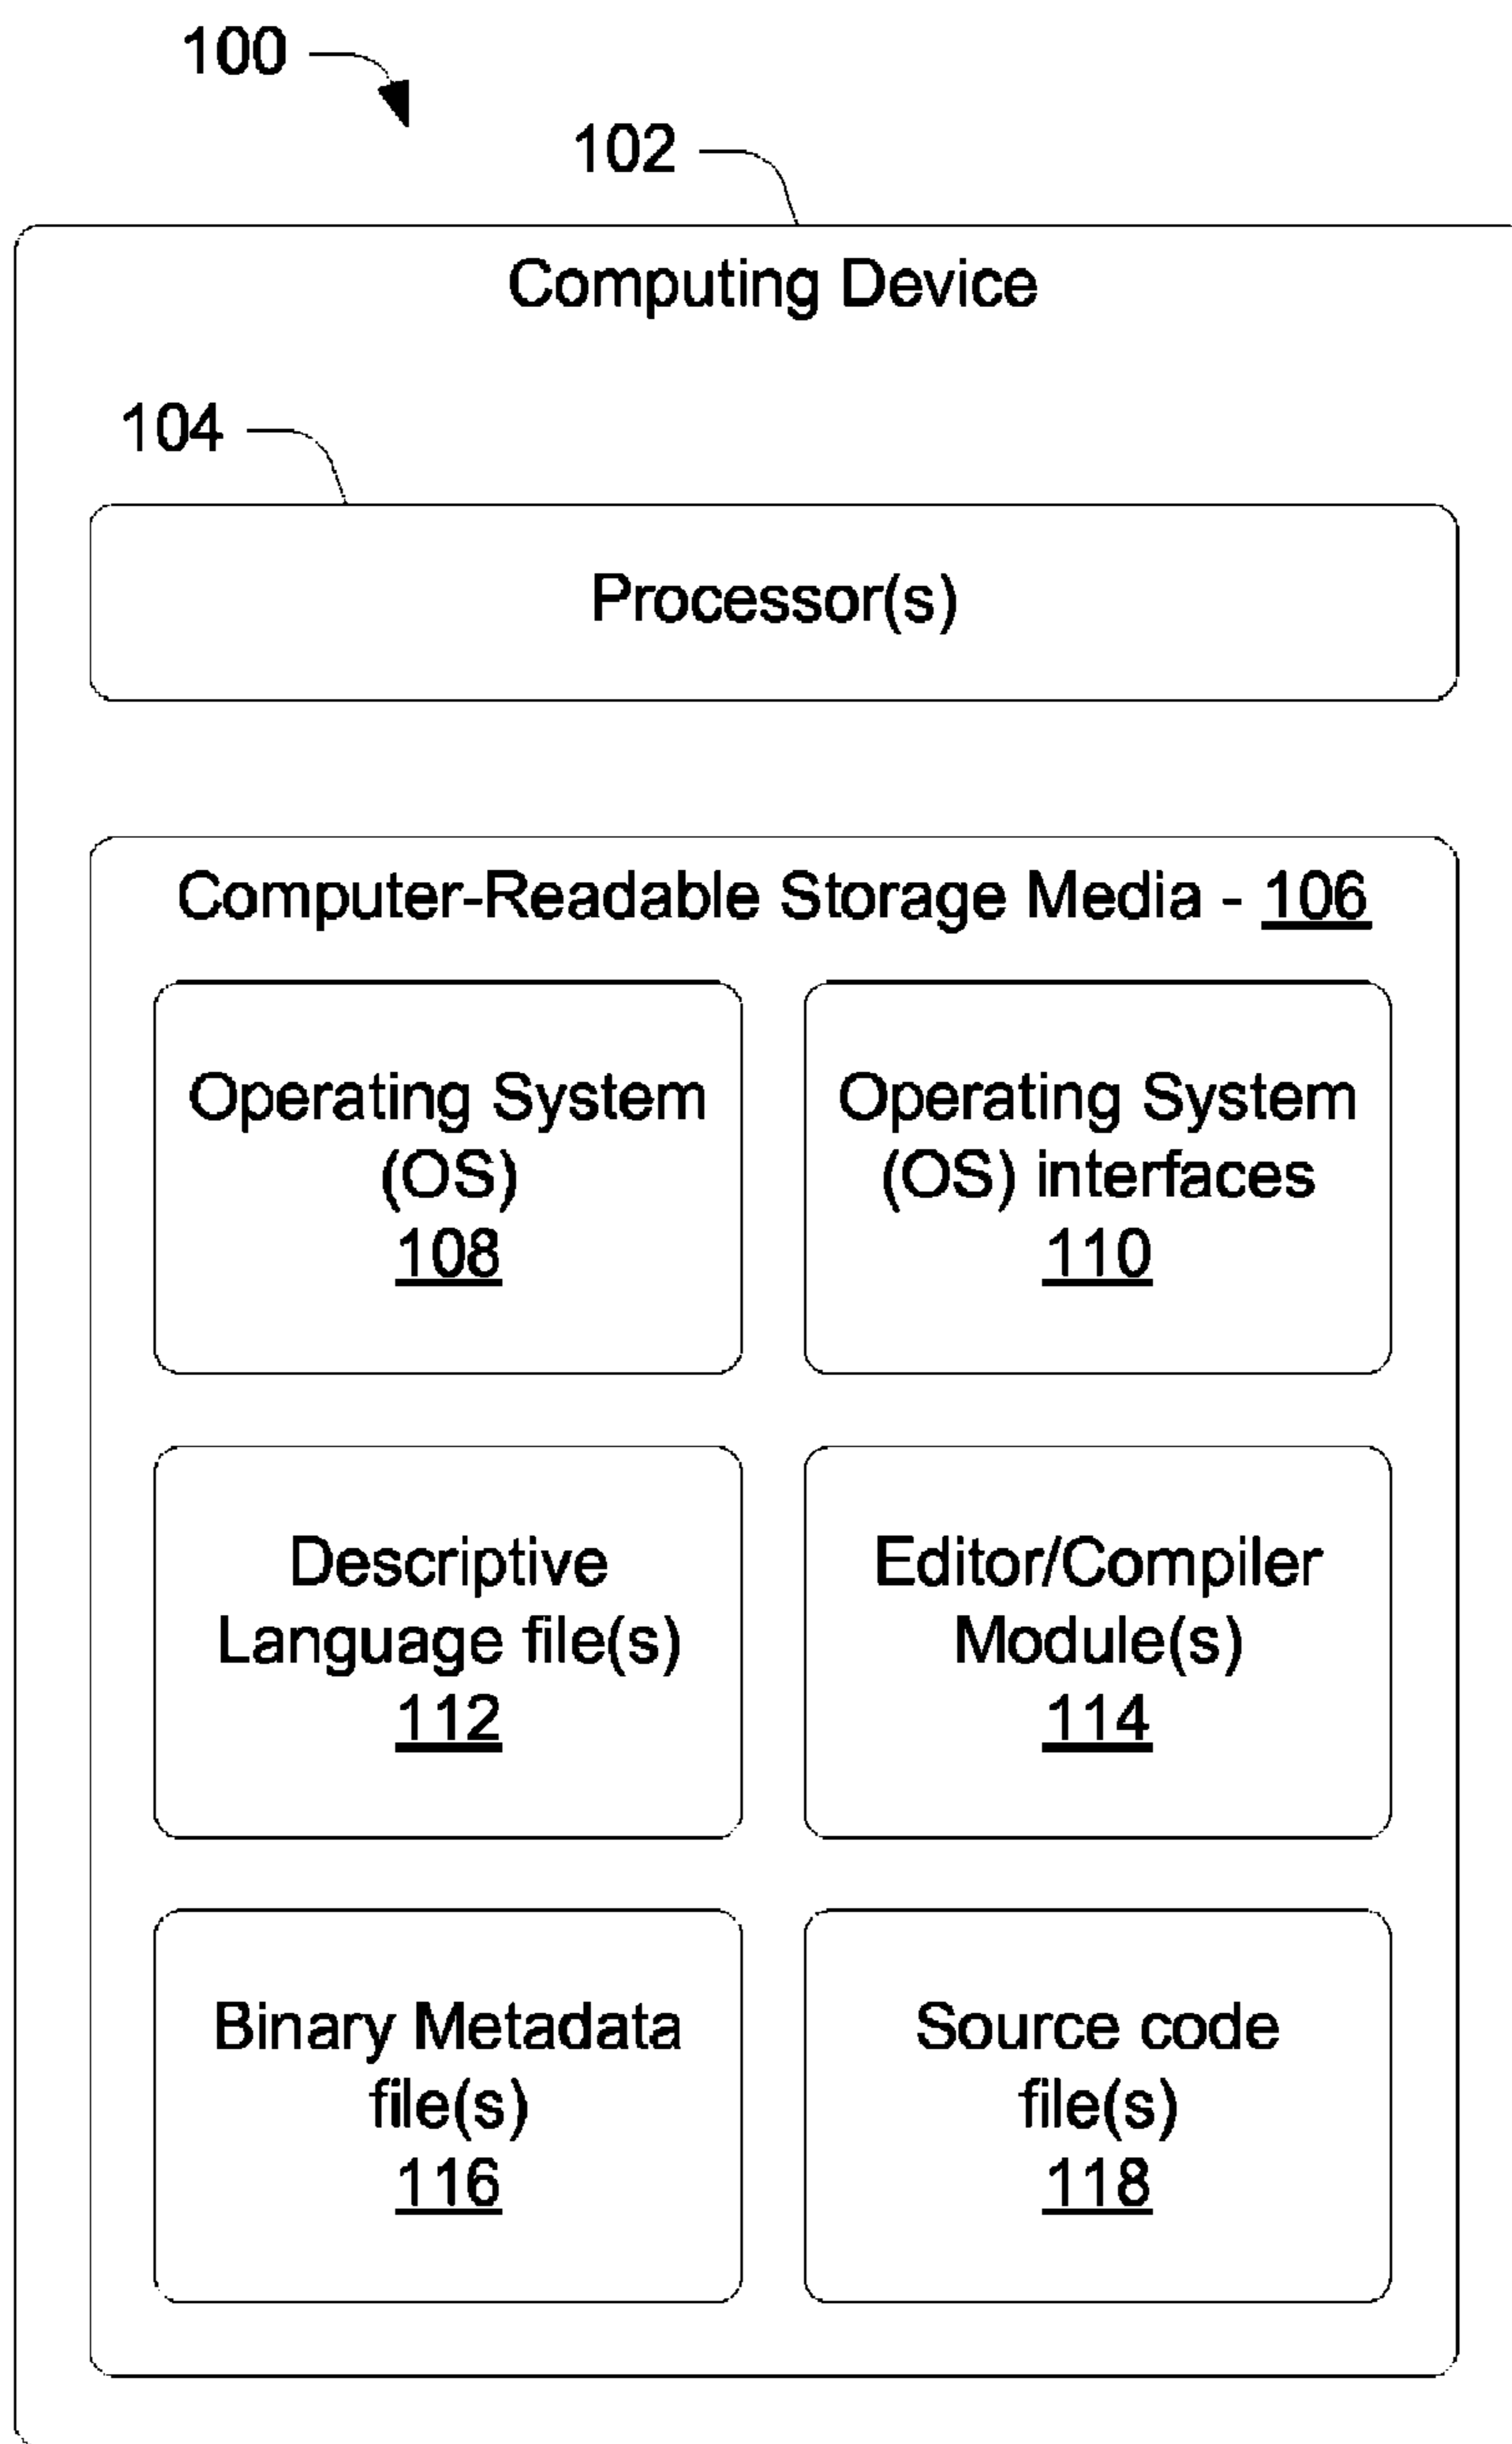 100
102
Computing Device
104
Processor(s)
Computer-Readable Storage Media - 106
Operating System
(OS)
108
Operating System
(OS) interfaces
110
Descriptive
Language file(s)
112
Editor/Compiler
Module(s)
114
Binary Metadata
file(s)
116
Source code
file(s)
118